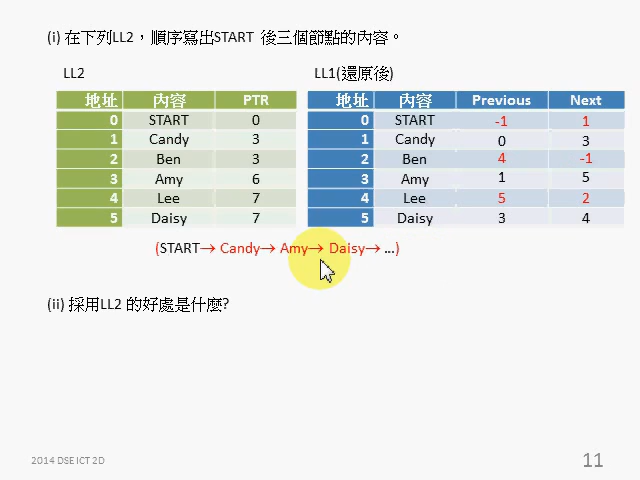 (i) 在下列LL2，順序寫出START 後三個節點的內容。
LL2
地址 內容 PTR
0 START 0
1 Candy 3
2 Ben 3
3 Amy 6
4 Lee 7
5 Daisy 7
LL1(還原後)
地址 內容 Previous Next
0 START -1 1
1 Candy 0 3
2 Ben 4 -1
3 Amy 1 5
4 Lee 5 2
5 Daisy 3 4
(START→ Candy→ Amy→ Daisy→ ...)
(ii) 採用LL2 的好處是什麼?
2014 DSE ICT 2D
11